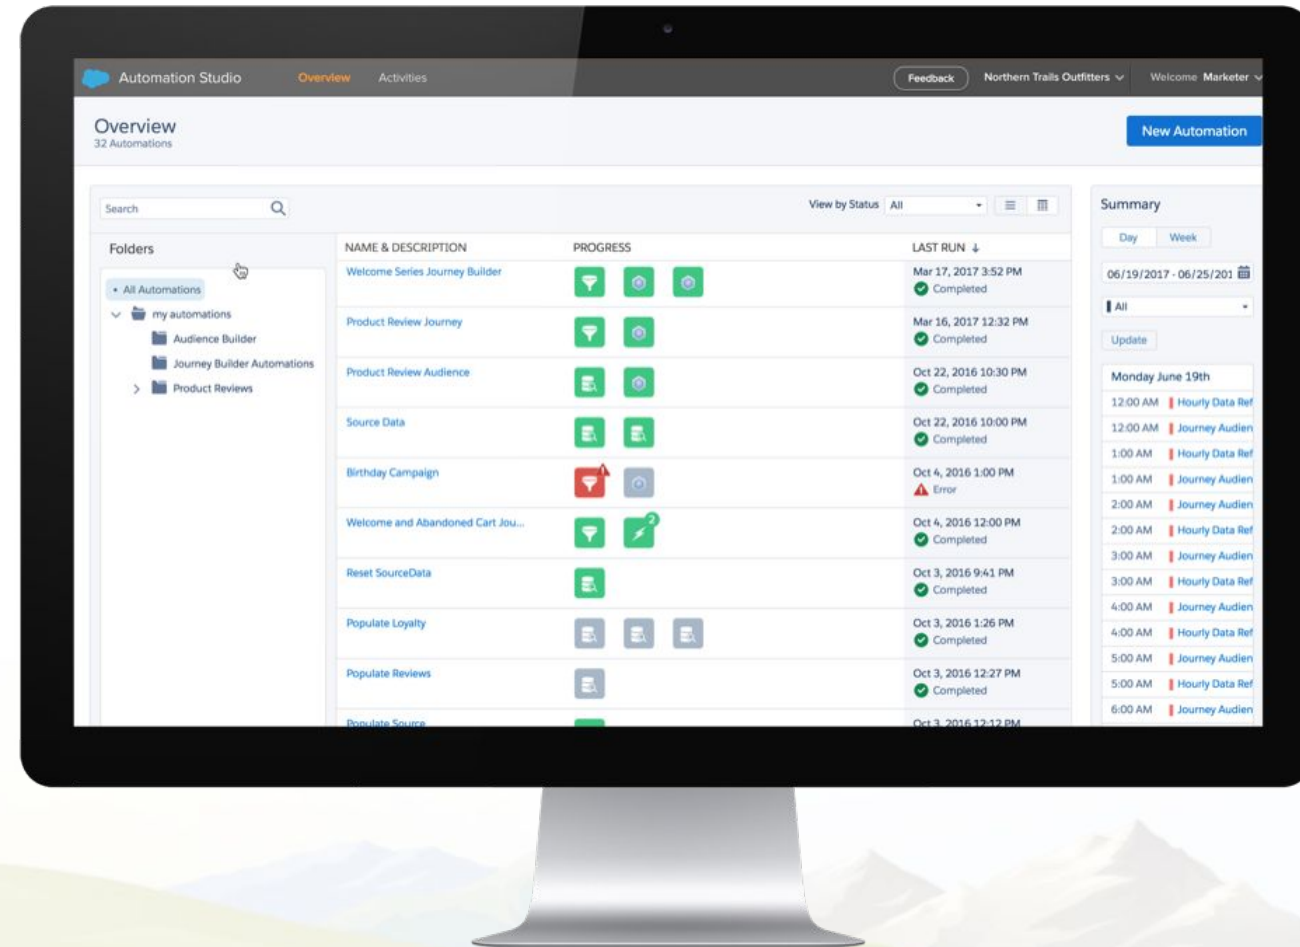 Automation Studio Overview Activities Feedback Northern Trails Outfitters Welcome Marketer
Overview
32 Automations
New Automation
Search
View by Status All
Folders
All Automations
my automations
Audience Builder
Journey Builder Automations
Product Reviews
NAME & DESCRIPTION PROGRESS LAST RUN
Welcome Series Journey Builder Mar 17, 2017 3:52 PM
Completed
Product Review Journey Mar 16, 2017 12:32 PM
Completed
Product Review Audience Oct 22, 2016 10:30 PM
Completed
Source Data Oct 22, 2016 10:00 PM
Completed
Birthday Campaign Oct 4, 2016 1:00 PM
Error
Welcome and Abandoned Cart Jou... 2 Oct 4, 2016 12:00 PM
Completed
Reset SourceData Oct 3, 2016 9:41 PM
Completed
Populate Loyalty Oct 3, 2016 1:26 PM
Completed
Populate Reviews Oct 3, 2016 12:27 PM
Completed
Populate Source Oct 3, 2016 12:12 PM
Summary
Day Week
06/19/2017 - 06/25/201
All
Update
Monday June 19th
12:00 AM Hourly Data Ref
12:00 AM Journey Audien
1:00 AM Hourly Data Ref
1:00 AM Journey Audien
2:00 AM Journey Audien
2:00 AM Hourly Data Ref
3:00 AM Journey Audien
3:00 AM Hourly Data Ref
4:00 AM Journey Audien
4:00 AM Hourly Data Ref
5:00 AM Journey Audien
5:00 AM Hourly Data Ref
6:00 AM Journey Audien